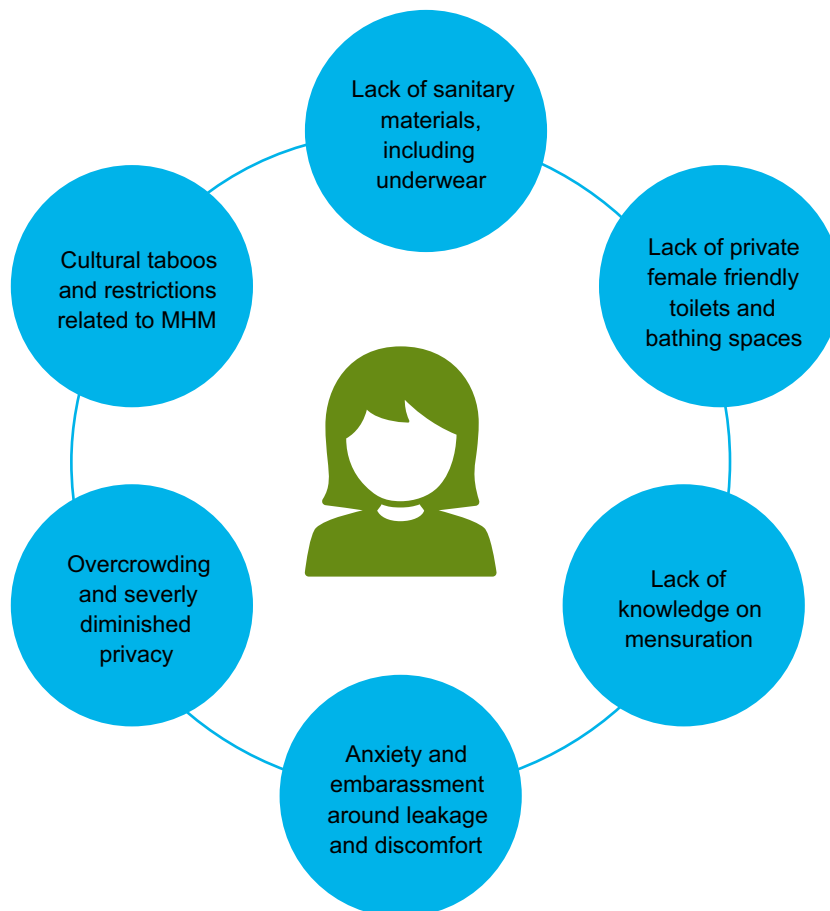 Lack of sanitary
materials,
including
underwear
Lack of private
female friendly
toilets and
bathing spaces
Lack of
knowledge on
mensuration
Anxiety and
embarassment
around leakage
and discomfort
Overcrowding
and severly
diminished
privacy
Cultural taboos
and restrictions
related to MHM